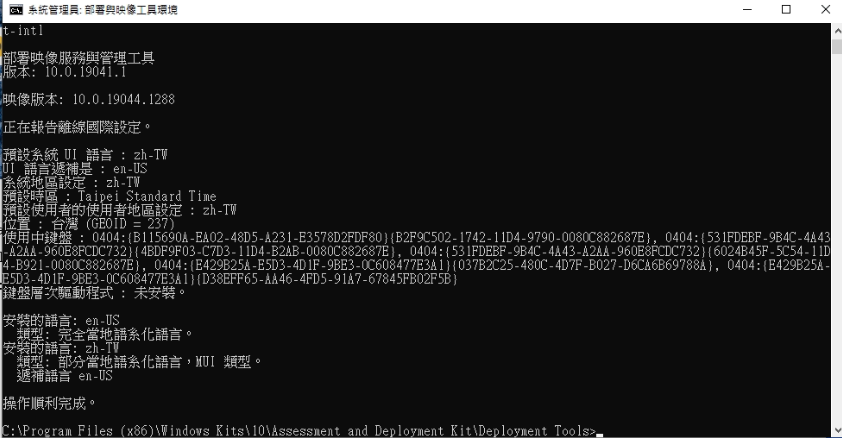 系統管理員: 部署與映像工具環境
t-intl
部署映像服務與管理工具
版本: 10.0.19041.1
映像版本: 10.0.19044.1288
正在報告離線國際設定。
預設系統 UI 語言 : zh-TW
UI 語言遞補是 : en-US
系統地區設定 : zh-TW
預設時區 : Taipei Standard Time
預設使用者的使用者地區設定 : zh-TW
位置 : 台灣 (GEOID = 237)
使用中鍵盤 : 0404:{B115690A-EA02-48D5-A231-E3578D2FDF80}{B2F9C502-1742-11D4-9790-0080C882687E}, 0404:{531FDEBF-9B4C-4A43
-A2AA-960E8FCDC732}{4BDF9F03-C7D3-11D4-B2AB-0080C882687E}, 0404:{531FDEBF-9B4C-4A43-A2AA-960E8FCDC732}{6024B45F-5C54-11D
4-B921-0080C882687E}, 0404:{E429B25A-E5D3-4D1F-9BE3-0C608477E3A1}{037B2C25-480C-4D7F-B027-D6CA6B69788A}, 0404:{E429B25A-
E5D3-4D1F-9BE3-0C608477E3A1}{D38EFF65-AA46-4FD5-91A7-67845FB02F5B}
鍵盤層次驅動程式 : 未安裝。
安裝的語言: en-US
類型: 完全當地語系化語言。
安裝的語言: zh-TW
類型: 部分當地語系化語言，MUI 類型。
遞補語言 en-US
操作順利完成。
C:\Program Files (x86)\Windows Kits\10\Assessment and Deployment Kit\Deployment Tools>